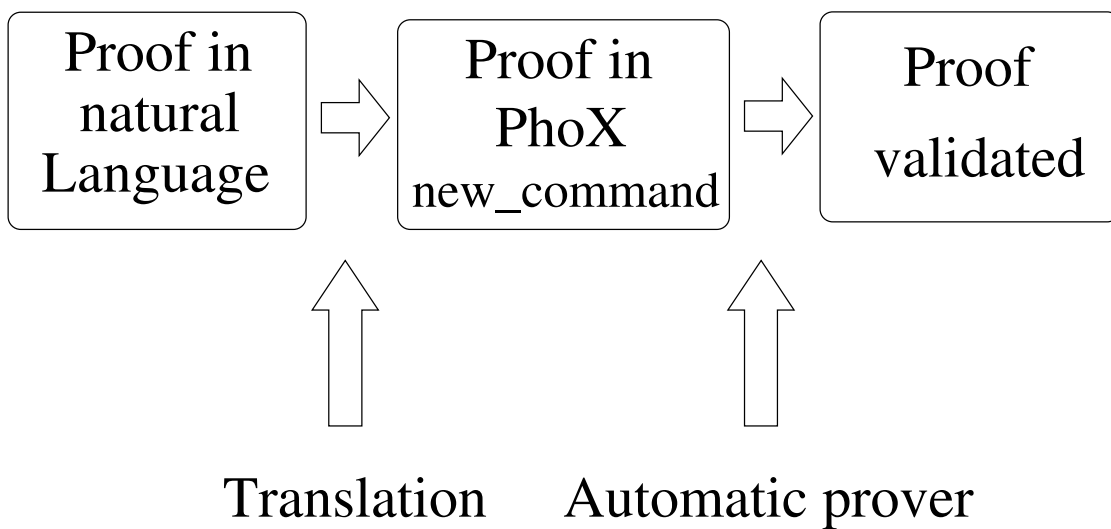 Proof in
natural
Language
Proof in
PhoX
new_command
Proof
validated
Translation
Automatic prover